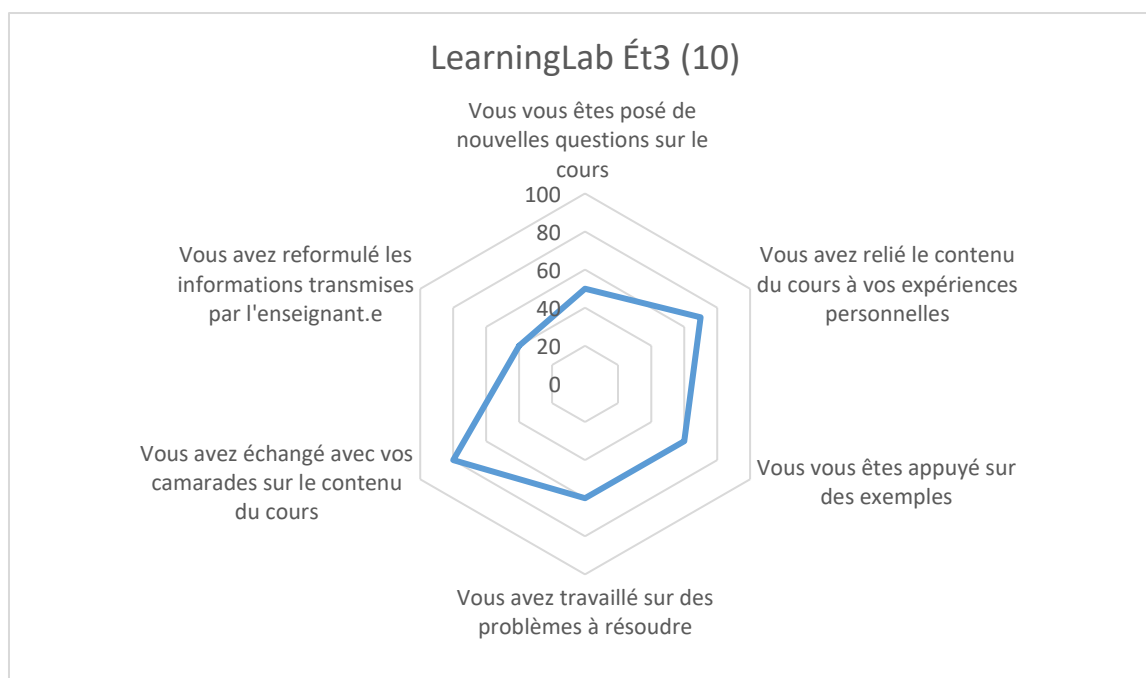 LearningLab Ét3 (10)
Vous vous êtes posé de
nouvelles questions sur le
cours
100
80
60
40
20
0
Vous avez relié le contenu
du cours à vos expériences
personnelles
Vous vous êtes appuyé sur
des exemples
Vous avez travaillé sur des
problèmes à résoudre
Vous avez échangé avec vos
camarades sur le contenu
du cours
Vous avez reformulé les
informations transmises
par l'enseignant.e